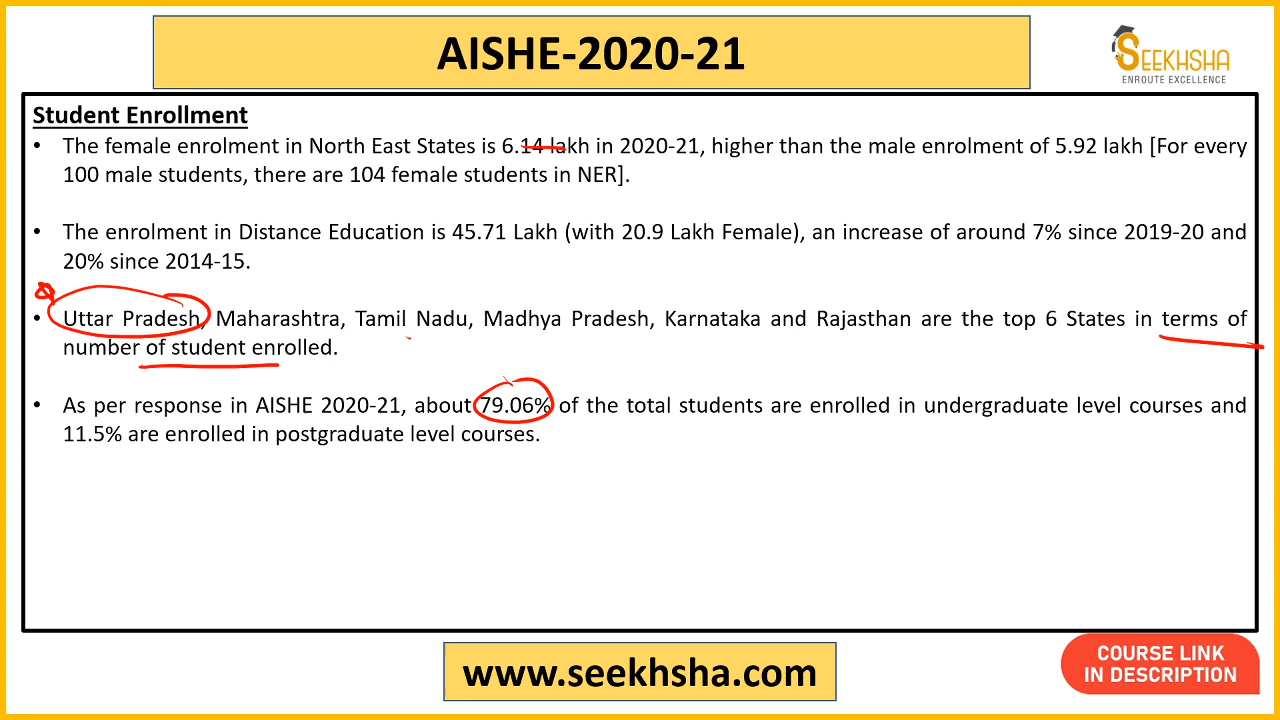 AISHE-2020-21
SEEKHSHA
ENROUTE EXCELLENCE
Student Enrollment
• The female enrolment in North East States is 6.14 lakh in 2020-21, higher than the male enrolment of 5.92 lakh [For every
100 male students, there are 104 female students in NER].
• The enrolment in Distance Education is 45.71 Lakh (with 20.9 Lakh Female), an increase of around 7% since 2019-20 and
20% since 2014-15.
• Uttar Pradesh, Maharashtra, Tamil Nadu, Madhya Pradesh, Karnataka and Rajasthan are the top 6 States in terms of
number of student enrolled.
• As per response in AISHE 2020-21, about 79.06% of the total students are enrolled in undergraduate level courses and
11.5% are enrolled in postgraduate level courses.
www.seekhsha.com
COURSE LINK
IN DESCRIPTION